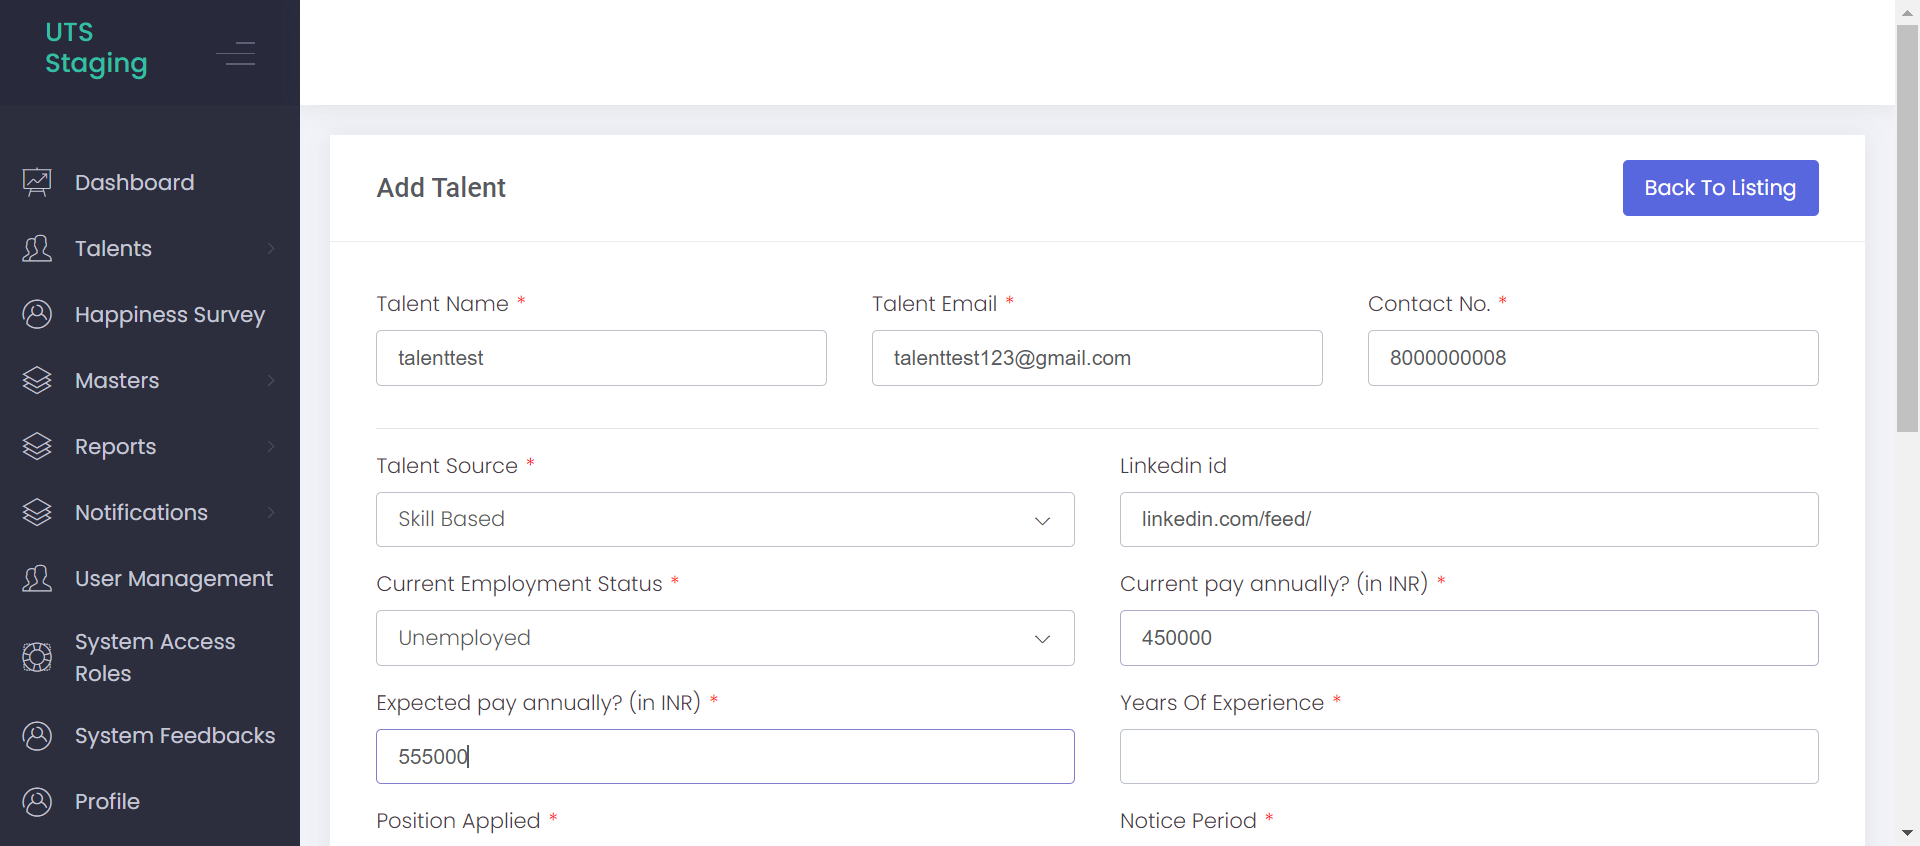 UTS
Staging
Dashboard
Talents
Happiness Survey
Masters
Reports
Notifications
User Management
System Access
Roles
System Feedbacks
Profile
Add Talent
Back To Listing
Talent Name *
Talent Email *
Contact No. *
talenttest
talenttest123@gmail.com
8000000008
Talent Source *
Linkedin id
Skill Based
linkedin.com/feed/
Current Employment Status *
Current pay annually? (in INR) *
Unemployed
450000
Expected pay annually? (in INR) *
Years Of Experience *
555000
Position Applied *
Notice Period *